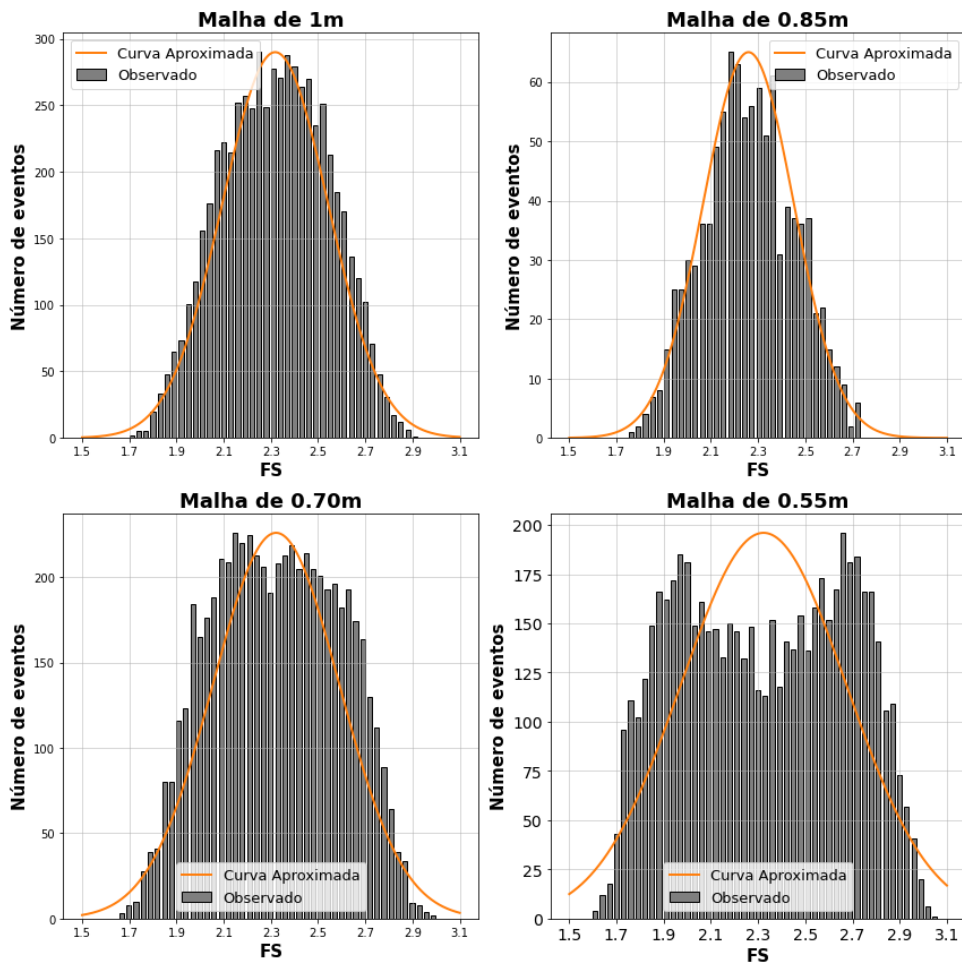 Malha de 1m
Número de eventos
300
250
200
150
100
50
0
Curva Aproximada
Observado
1.5 1.7 1.9 2.1 2.3 2.5 2.7 2.9 3.1
FS
Malha de 0.85m
Número de eventos
60
50
40
30
20
10
0
Curva Aproximada
Observado
1.5 1.7 1.9 2.1 2.3 2.5 2.7 2.9 3.1
FS
Malha de 0.70m
Número de eventos
200
150
100
50
0
Curva Aproximada
Observado
1.5 1.7 1.9 2.1 2.3 2.5 2.7 2.9 3.1
FS
Malha de 0.55m
Número de eventos
200
175
150
125
100
75
50
25
0
Curva Aproximada
Observado
1.5 1.7 1.9 2.1 2.3 2.5 2.7 2.9 3.1
FS